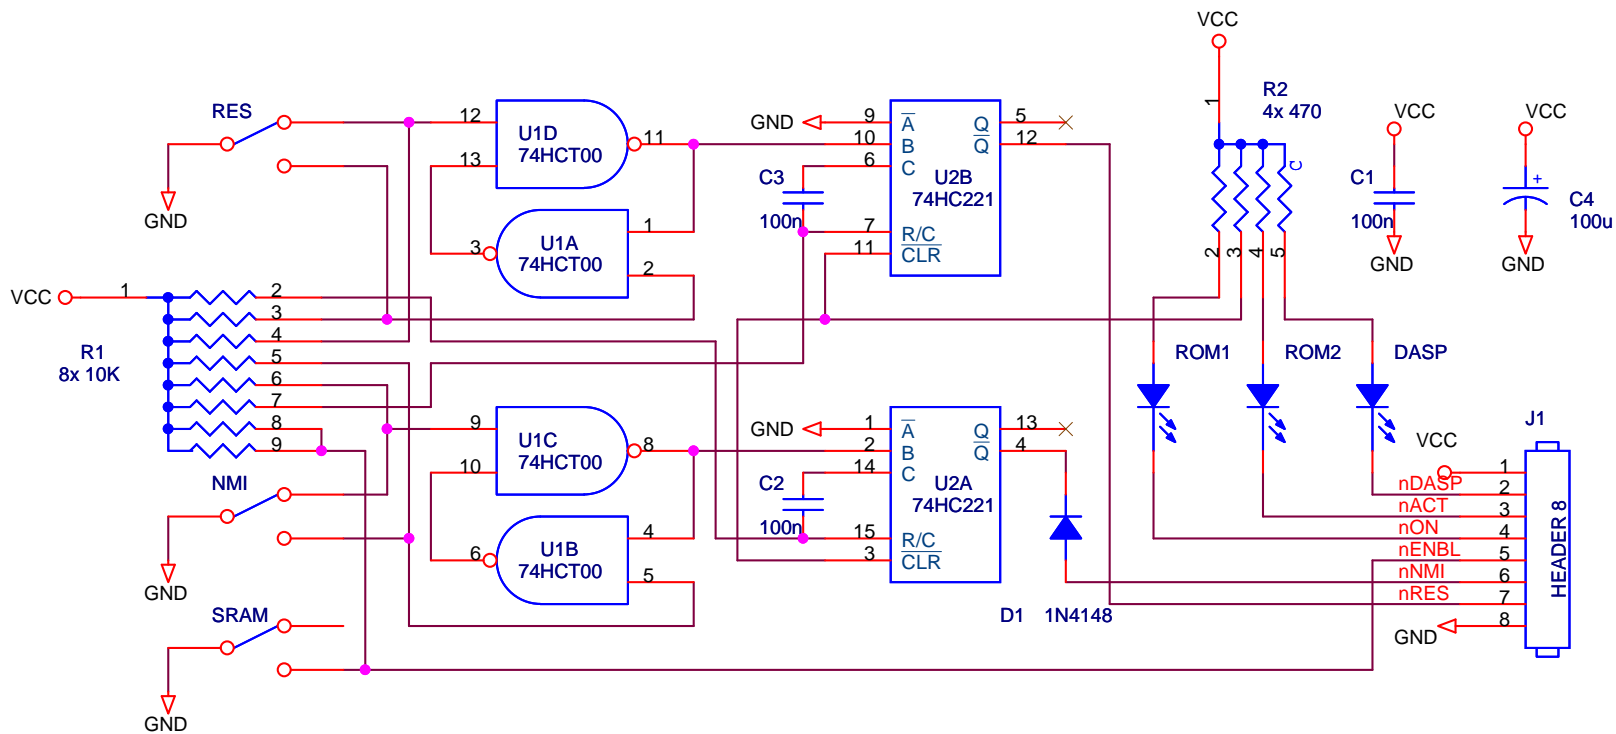 VCC
1
R2
4x 470
C
2
3
4
5
VCC
C1
100n
GND
VCC
+
C4
100u
GND
RES
GND
12
13
U1D
74HCT00
11
3
U1A
74HCT00
1
2
GND
C3
100n
9
10
6
7
11
A
B
C
R/C
CLR
Q
Q
U2B
74HC221
5
12
VCC
1
R1
8x 10K
2
3
4
5
6
7
8
9
NMI
GND
9
10
U1C
74HCT00
8
6
U1B
74HCT00
4
5
GND
C2
100n
1
2
14
15
3
A
B
C
R/C
CLR
Q
Q
U2A
74HC221
13
4
D1 1N4148
ROM1
ROM2
DASP
J1
VCC
1
nDASP 2
nACT 3
nON 4
nENBL 5
nNMI 6
nRES 7
GND 8
HEADER 8
SRAM
GND